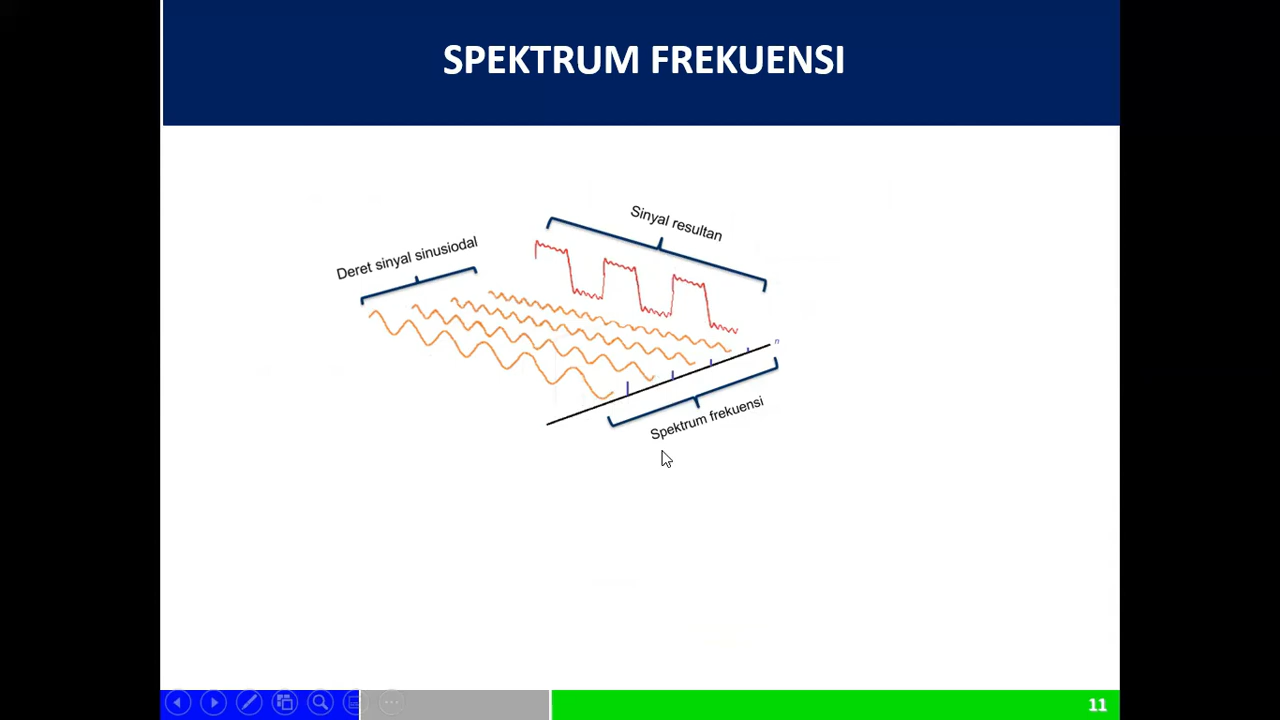 SPEKTRUM FREKUENSI
Sinyal resultan
Deret sinyal sinusiodal
n
Spektrum frekuensi
11